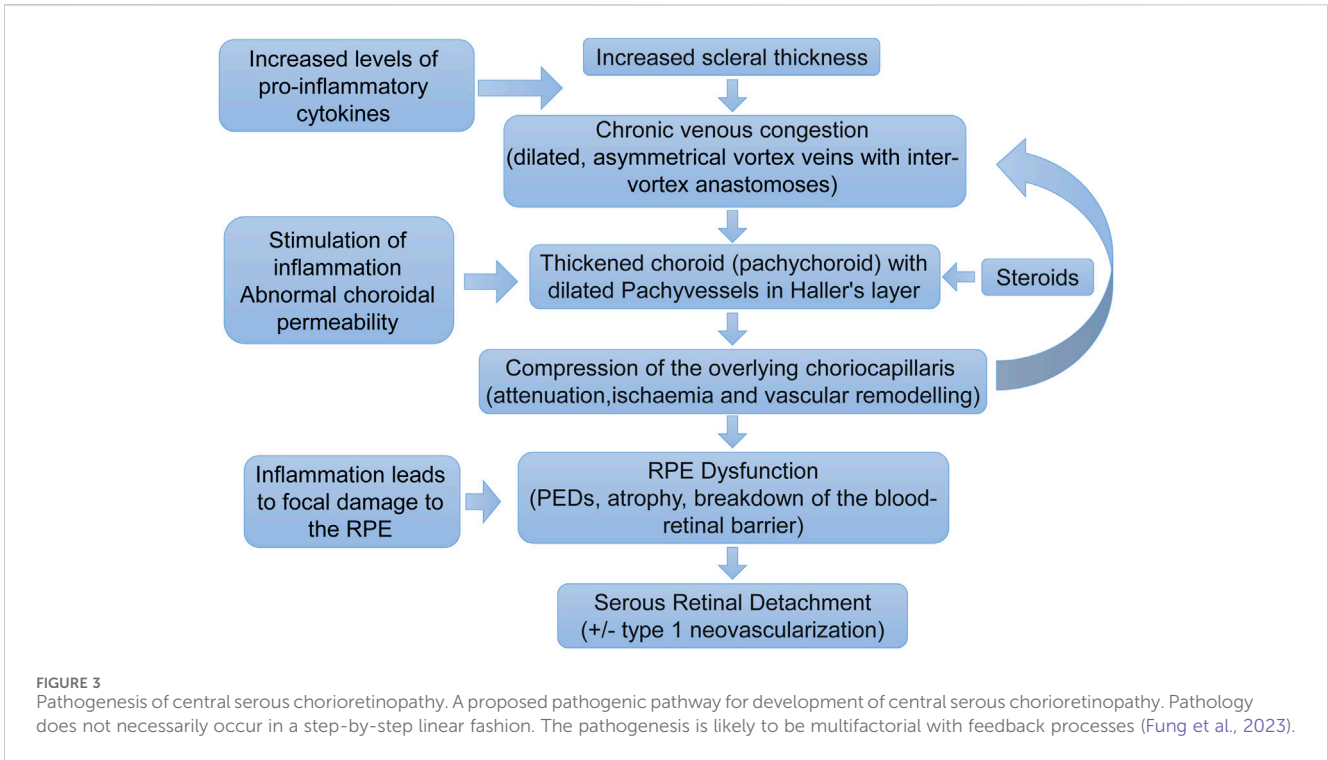 Increased levels of
pro-inflammatory
cytokines
Increased scleral thickness
Chronic venous congestion
(dilated, asymmetrical vortex veins with inter-
vortex anastomoses)
Stimulation of
inflammation
Abnormal choroidal
permeability
Thickened choroid (pachychoroid) with
dilated Pachyvessels in Haller's layer
Steroids
Compression of the overlying choriocapillaris
(attenuation,ischaemia and vascular remodelling)
Inflammation leads
to focal damage to
the RPE
RPE Dysfunction
(PEDs, atrophy, breakdown of the blood-
retinal barrier)
Serous Retinal Detachment
(+/- type 1 neovascularization)
FIGURE 3
Pathogenesis of central serous chorioretinopathy. A proposed pathogenic pathway for development of central serous chorioretinopathy. Pathology
does not necessarily occur in a step-by-step linear fashion. The pathogenesis is likely to be multifactorial with feedback processes (Fung et al., 2023).